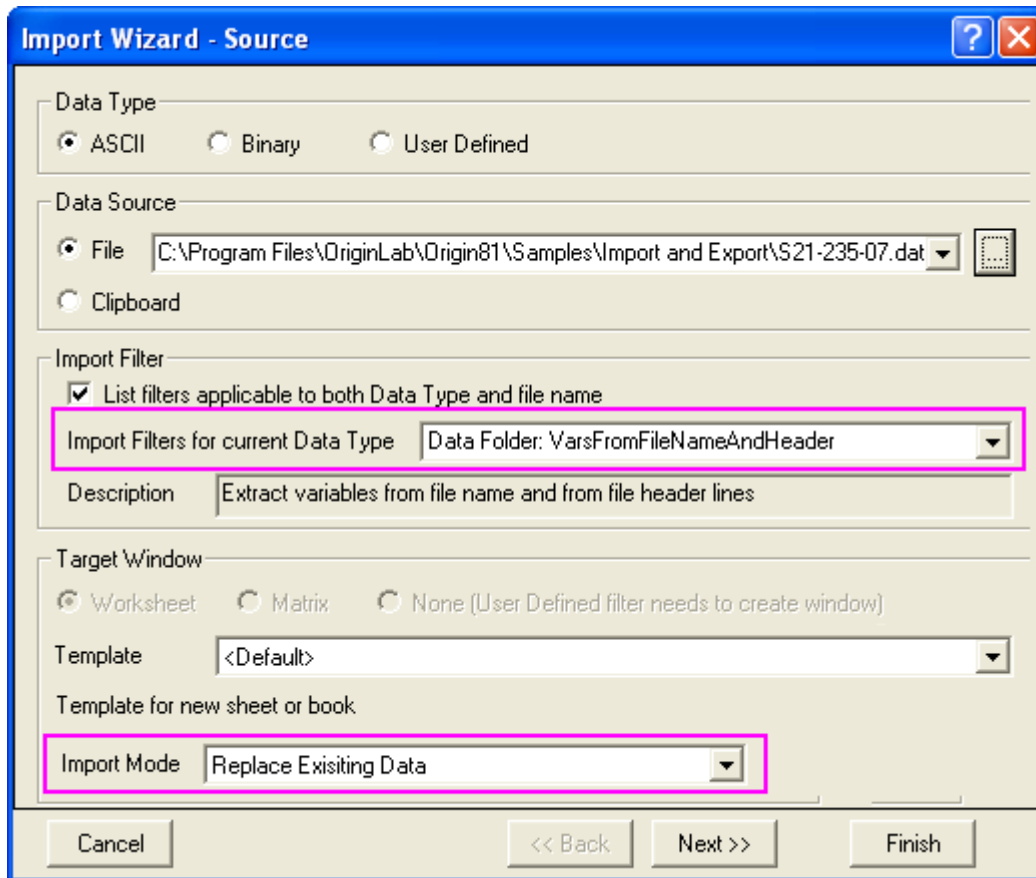 Import Wizard - Source
Data Type
ASCII Binary User Defined
Data Source
File C:\Program Files\OriginLab\Origin81\Samples\Import and Export\S21-235-07.dat ...
Clipboard
Import Filter
List filters applicable to both Data Type and file name
Import Filters for current Data Type Data Folder: VarsFromFileNameAndHeader
Description Extract variables from file name and from file header lines
Target Window
Worksheet Matrix None (User Defined filter needs to create window)
Template <Default>
Template for new sheet or book
Import Mode Replace Exisiting Data
Cancel << Back Next >> Finish